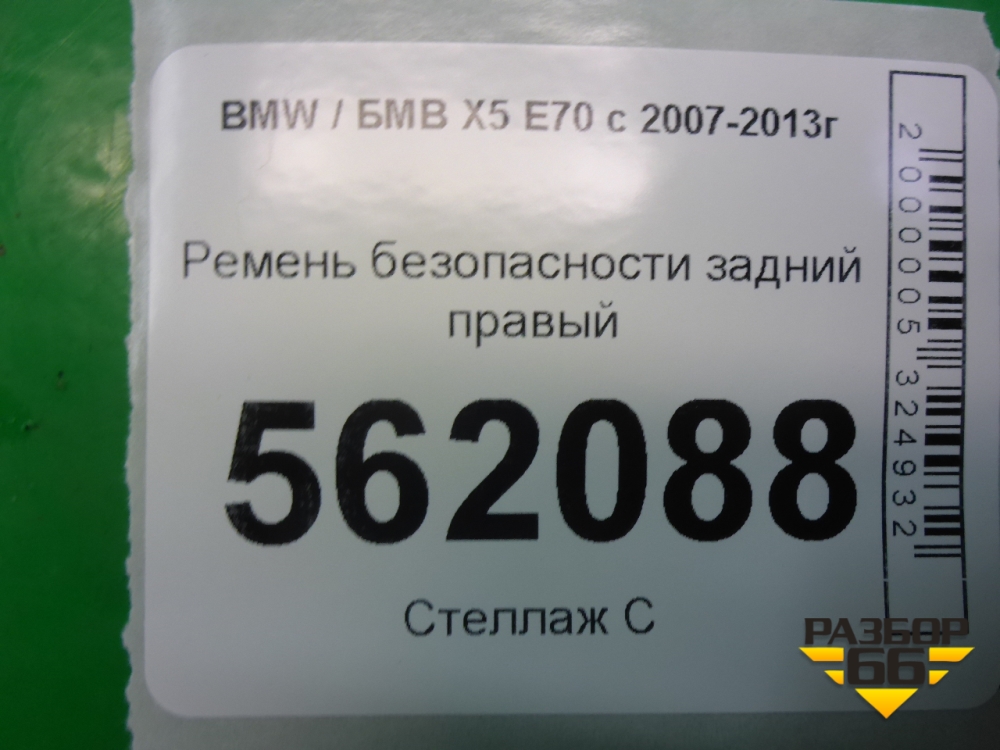 BMW / БМВ X5 E70 с 2007-2013г
Ремень безопасности задний
правый
562088
Стеллаж С
2000005324932
РАЗБОР
66